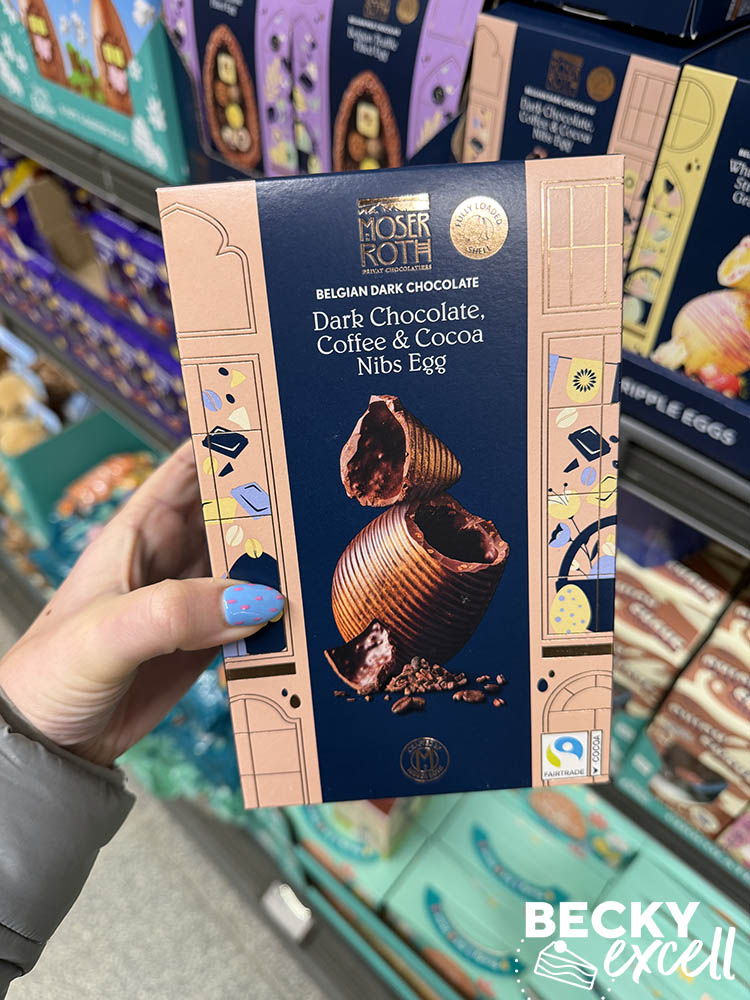 MOSER
ROTH
PRIVAT CHOCOLATIERS
FULLY LOADED
SHELL
BELGIAN DARK CHOCOLATE
Dark Chocolate,
Coffee & Cocoa
Nibs Egg
FAIRTRADE
COCOA
Dark Chocolate,
Coffee & Cocoa
Nibs Egg
RIPPLE EGGS
BECKY
excell